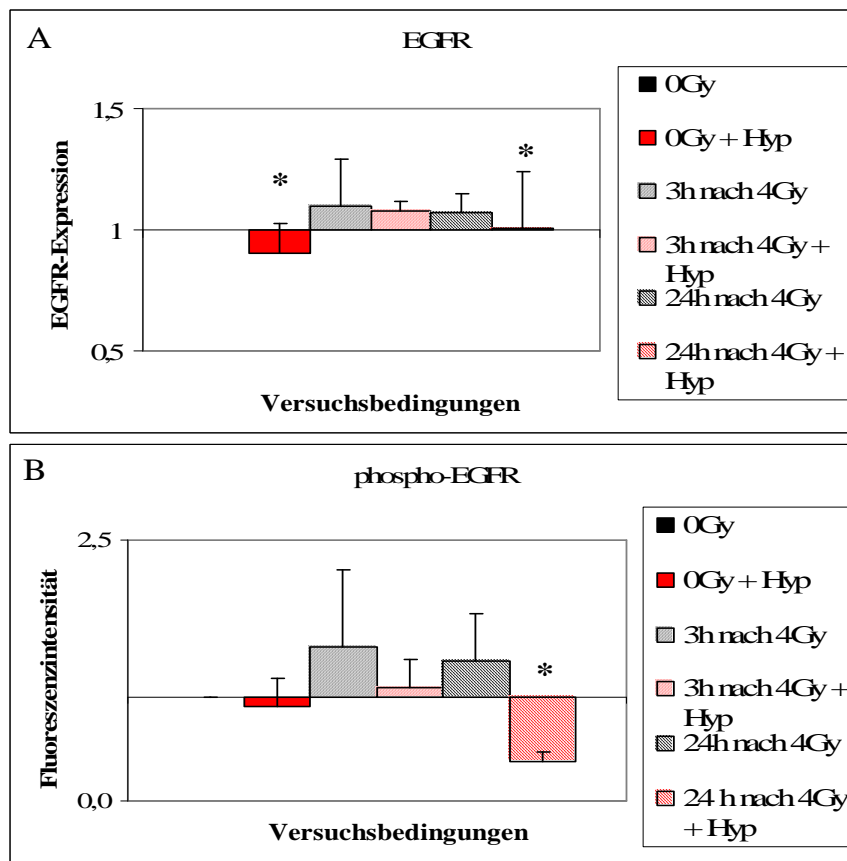 A
EGFR
1,5
1
0,5
EGFR-Expression
*
*
Versuchsbedingungen
0Gy
0Gy + Hyp
3h nach 4Gy
3h nach 4Gy +
Hyp
24h nach 4Gy
24h nach 4Gy +
Hyp
B
phospho-EGFR
2,5
0,0
Fluoreszenzintensität
*
Versuchsbedingungen
0Gy
0Gy + Hyp
3h nach 4Gy
3h nach 4Gy +
Hyp
24h nach 4Gy
24 h nach 4Gy
+ Hyp